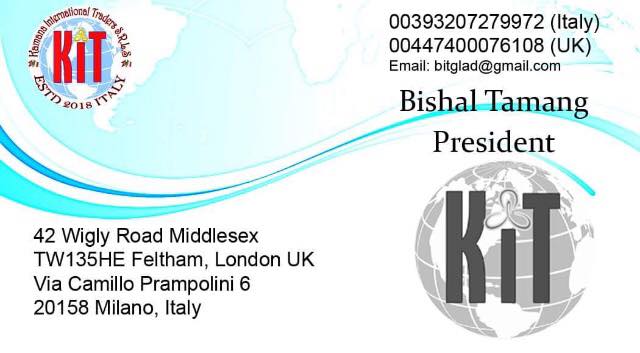 Kamana International Traders S.R.L.S
KiT
ESTD 2018 ITALY
00393207279972 (Italy)
00447400076108 (UK)
Email: bitglad@gmail.com
Bishal Tamang
President
KiT
42 Wigly Road Middlesex
TW135HE Feltham, London UK
Via Camillo Prampolini 6
20158 Milano, Italy